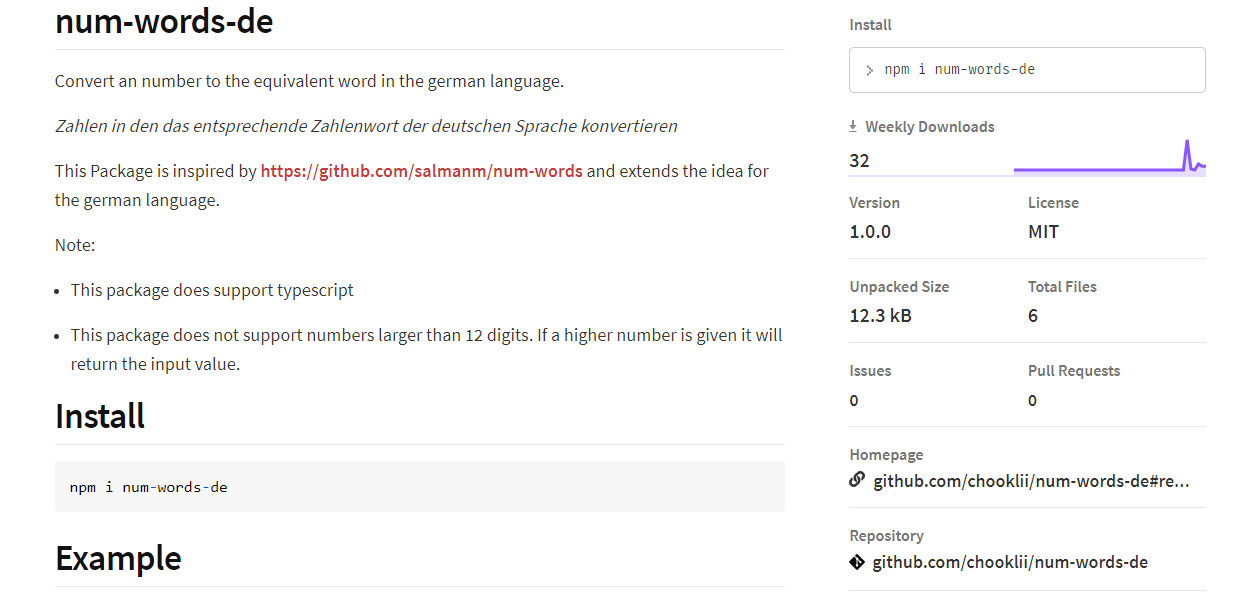 num-words-de
Convert an number to the equivalent word in the german language.
Zahlen in den das entsprechende Zahlenwort der deutschen Sprache konvertieren
This Package is inspired by https://github.com/salmanm/num-words and extends the idea for
the german language.
Note:
This package does support typescript
This package does not support numbers larger than 12 digits. If a higher number is given it will
return the input value.
Install
npm i num-words-de
Example
Install
> npm i num-words-de
Weekly Downloads
32
Version License
1.0.0 MIT
Unpacked Size Total Files
12.3 kB 6
Issues Pull Requests
0 0
Homepage
github.com/chooklii/num-words-de#re...
Repository
github.com/chooklii/num-words-de